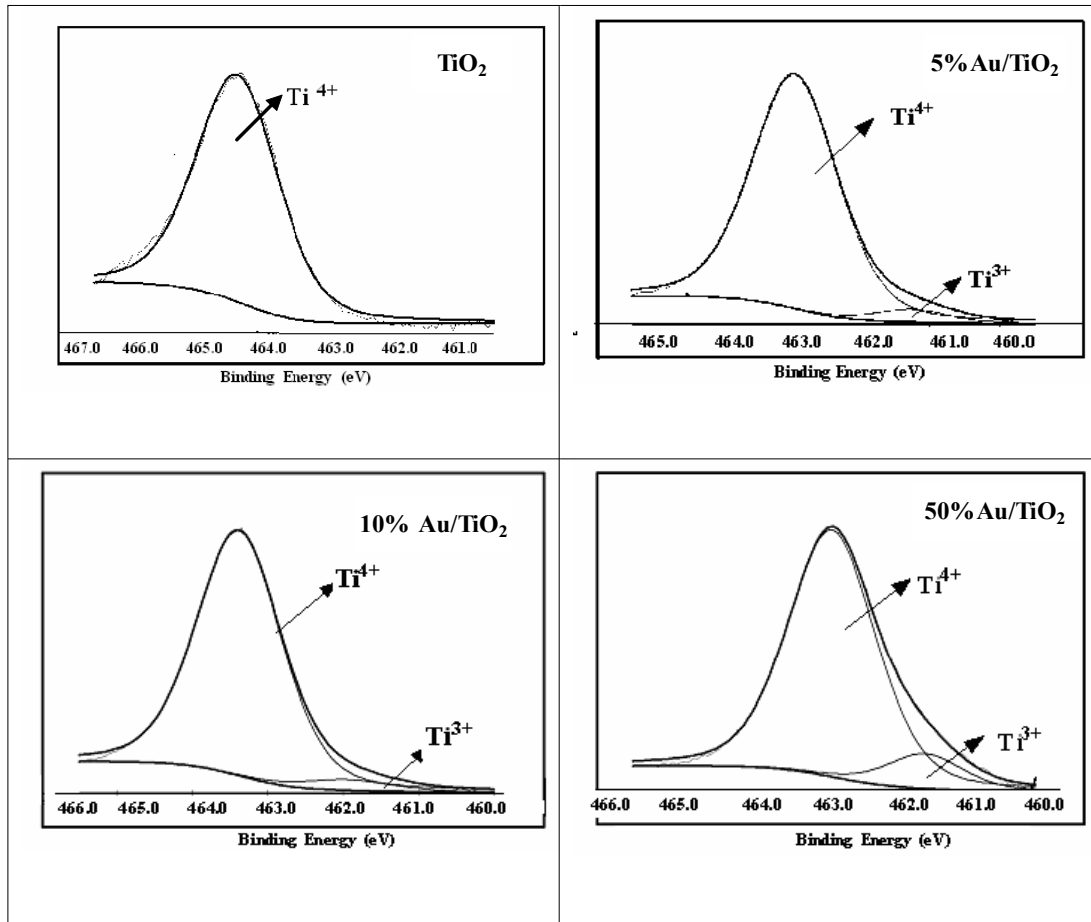 TiO2
Ti 4+
467.0 466.0 465.0 464.0 463.0 462.0 461.0
Binding Energy (eV)
5% Au/TiO2
Ti4+
Ti3+
465.0 464.0 463.0 462.0 461.0 460.0
Binding Energy (eV)
10% Au/TiO2
Ti4+
Ti3+
466.0 465.0 464.0 463.0 462.0 461.0 460.0
Binding Energy (eV)
50% Au/TiO2
Ti4+
Ti3+
466.0 465.0 464.0 463.0 462.0 461.0 460.0
Binding Energy (eV)